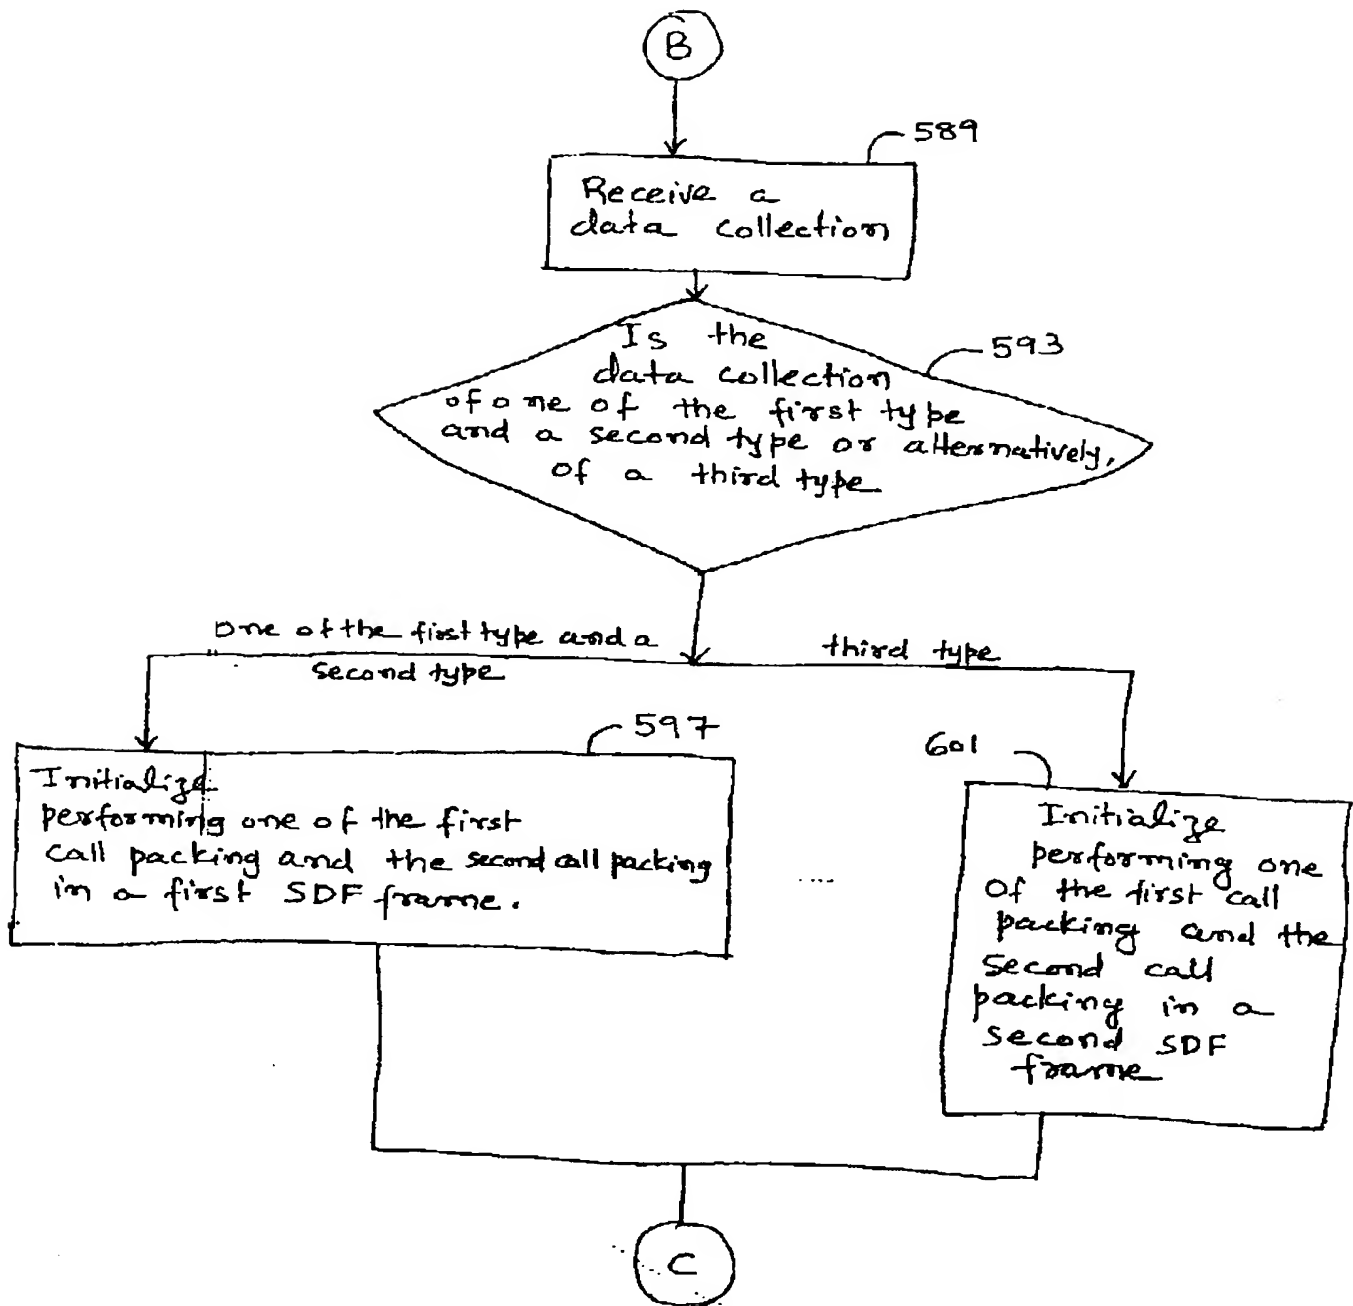 B
589
Receive a
data collection
593
Is the
data collection
of one of the first type
and a second type or alternatively,
of a third type
one of the first type and a
second type
third type
597
Initialize
performing one of the first
call packing and the second call packing
in a first SDF frame.
....
601
Initialize
performing one
of the first call
packing and the
second call
packing in a
second SDF
frame
C